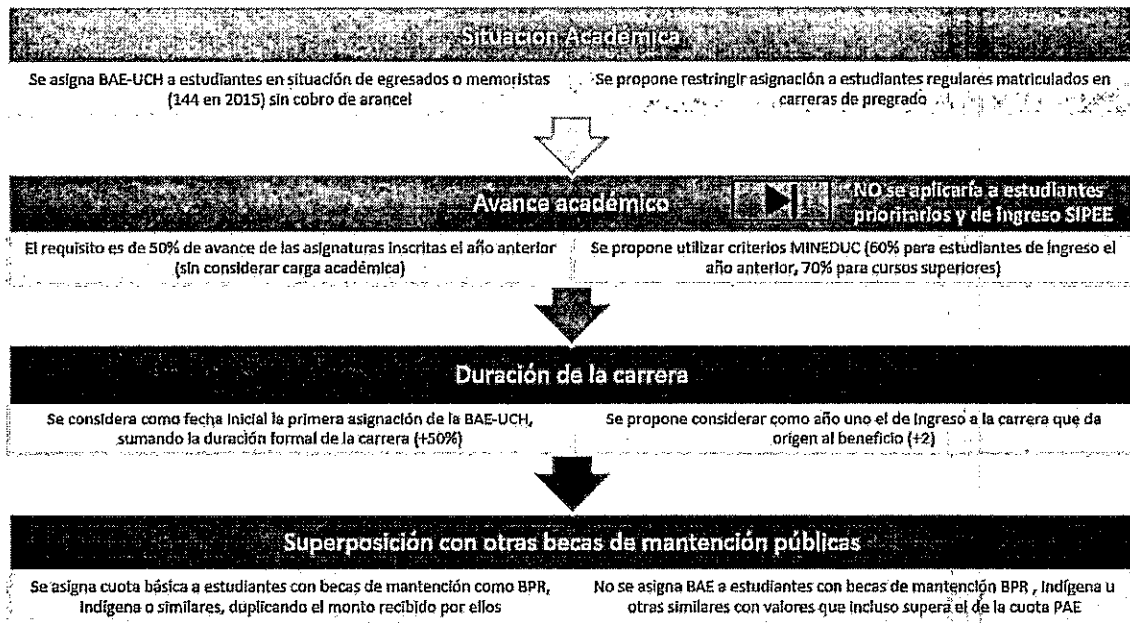 Situación Académica
Se asigna BAE-UCH a estudiantes en situación de egresados o memoristas
(144 en 2015) sin cobro de arancel
Se propone restringir asignación a estudiantes regulares matriculados en
carreras de pregrado
Avance académico
NO se aplicaría a estudiantes
prioritarios y de ingreso SIPEE
El requisito es de 50% de avance de las asignaturas inscritas el año anterior
(sin considerar carga académica)
Se propone utilizar criterios MINEDUC (60% para estudiantes de ingreso el
año anterior, 70% para cursos superiores)
Duración de la carrera
Se considera como fecha inicial la primera asignación de la BAE-UCH,
sumando la duración formal de la carrera (+50%)
Se propone considerar como año uno el de ingreso a la carrera que da
origen al beneficio (+2)
Superposición con otras becas de mantención públicas
Se asigna cuota básica a estudiantes con becas de mantención como BPR,
Indígena o similares, duplicando el monto recibido por ellos
No se asigna BAE a estudiantes con becas de mantención BPR , Indígena u
otras similares con valores que incluso supera el de la cuota PAE